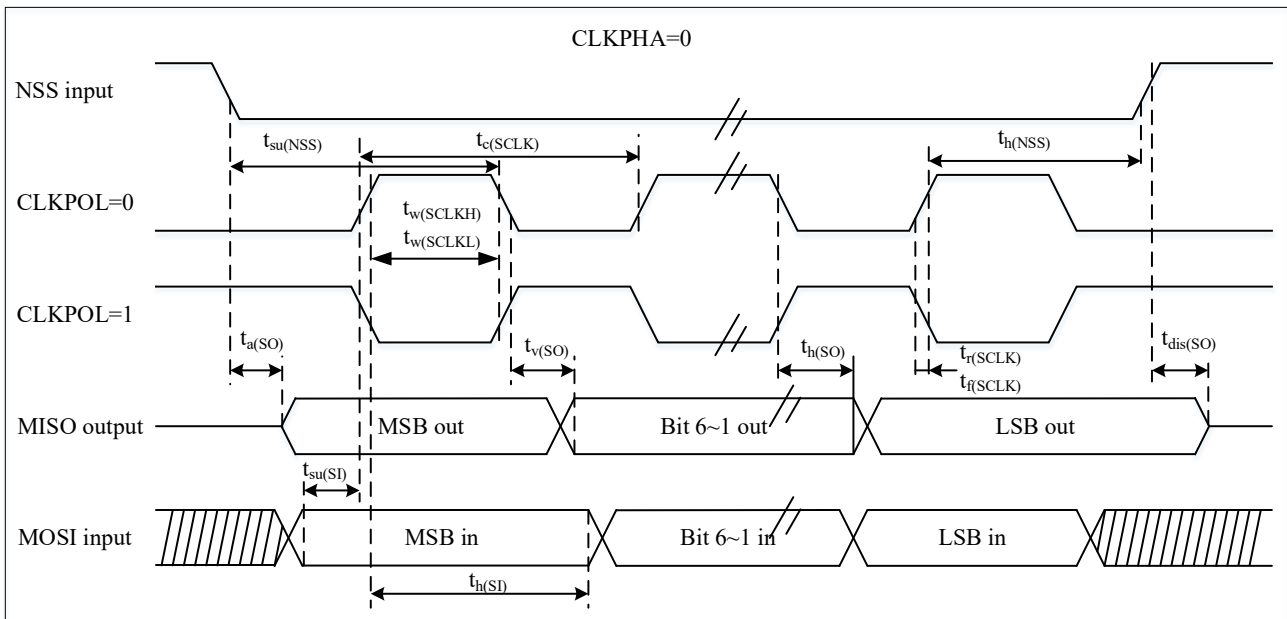 CLKPHA=0
NSS input
tsu(NSS)
tc(SCLK)
th(NSS)
CLKPOL=0
tw(SCLKH)
tw(SCLKL)
CLKPOL=1
ta(SO)
tv(SO)
th(SO)
tr(SCLK)
tf(SCLK)
tdis(SO)
MISO output
MSB out
Bit 6~1 out
LSB out
tsu(SI)
MOSI input
MSB in
Bit 6~1 in
LSB in
th(SI)